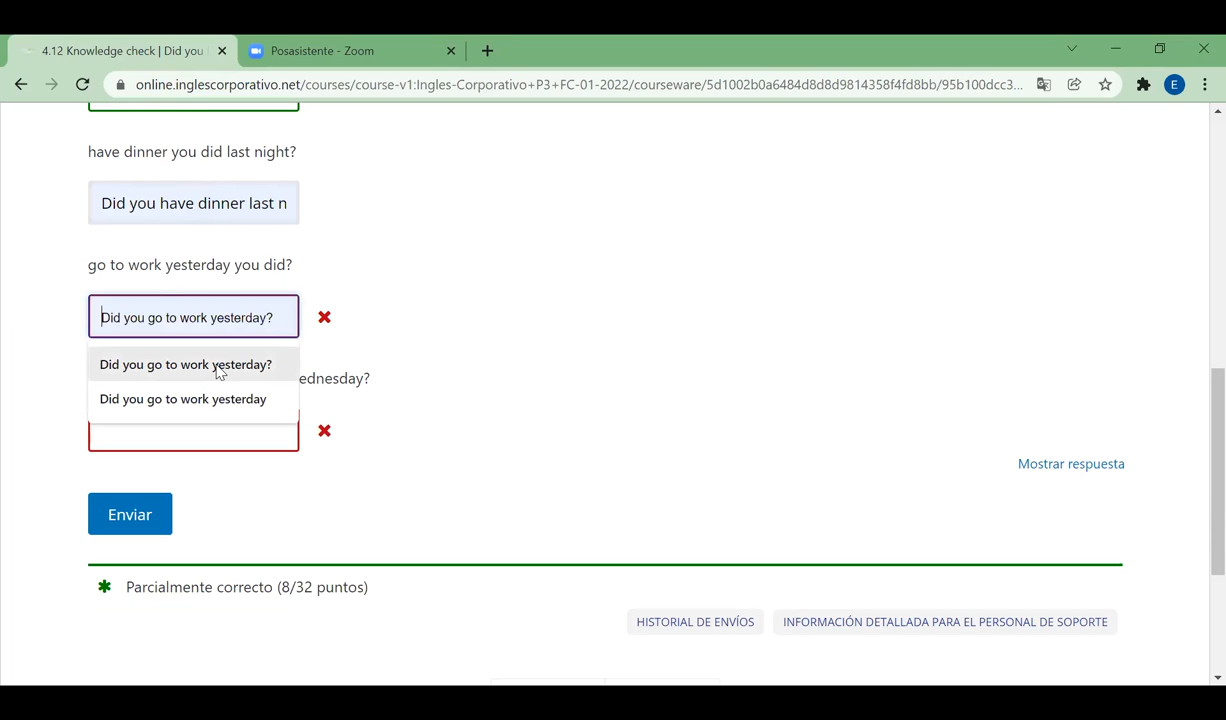 4.12 Knowledge check | Did you
Posasistente - Zoom
online.inglescorporativo.net/courses/course-v1:Ingles-Corporativo+P3+FC-01-2022/courseware/5d1002b0a6484d8d8d9814358f4fd8bb/95b100dcc3...
E
have dinner you did last night?
Did you have dinner last n
go to work yesterday you did?
Did you go to work yesterday?
Did you go to work yesterday?
ednesday?
Did you go to work yesterday
Mostrar respuesta
Enviar
Parcialmente correcto (8/32 puntos)
HISTORIAL DE ENVÍOS
INFORMACIÓN DETALLADA PARA EL PERSONAL DE SOPORTE